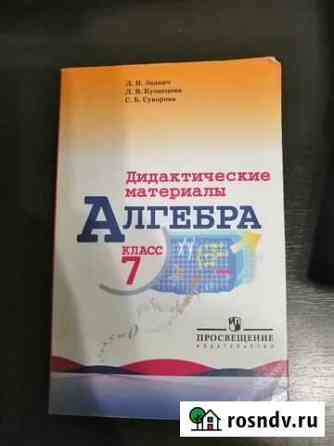 Л. И. Звавич
Л. В. Кузнецова
С. Б. Суворова
Дидактические
материалы
АЛГЕБРА
КЛАСС
7
ПРОСВЕЩЕНИЕ
ИЗДАТЕЛЬСТВО
rosndv.ru